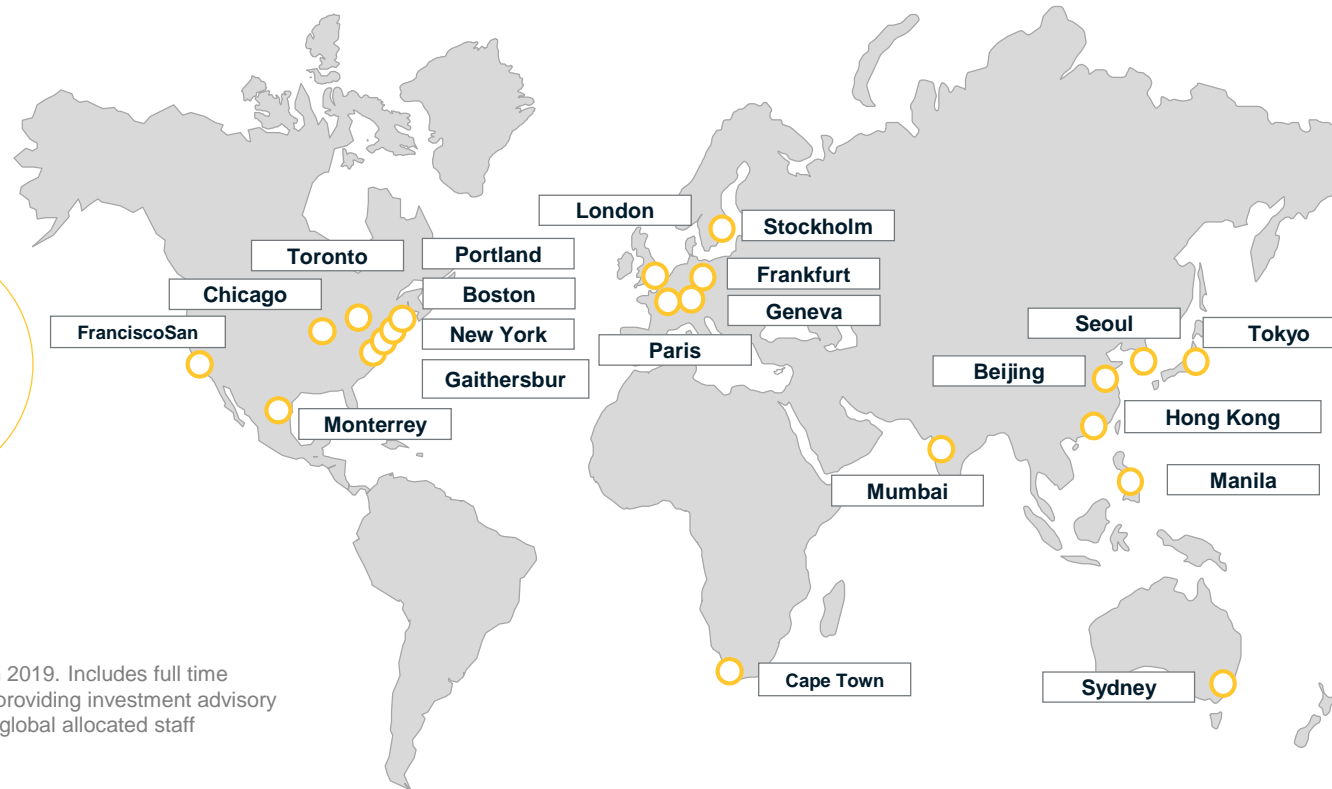 London
Stockholm
Toronto
Portland
Frankfurt
Chicago
Boston
Geneva
Seoul
Tokyo
FranciscoSan
New York
Paris
Beijing
Gaithersbur
Hong Kong
Monterrey
Manila
Mumbai
Cape Town
Sydney
2019. Includes full time
providing investment advisory
global allocated staff